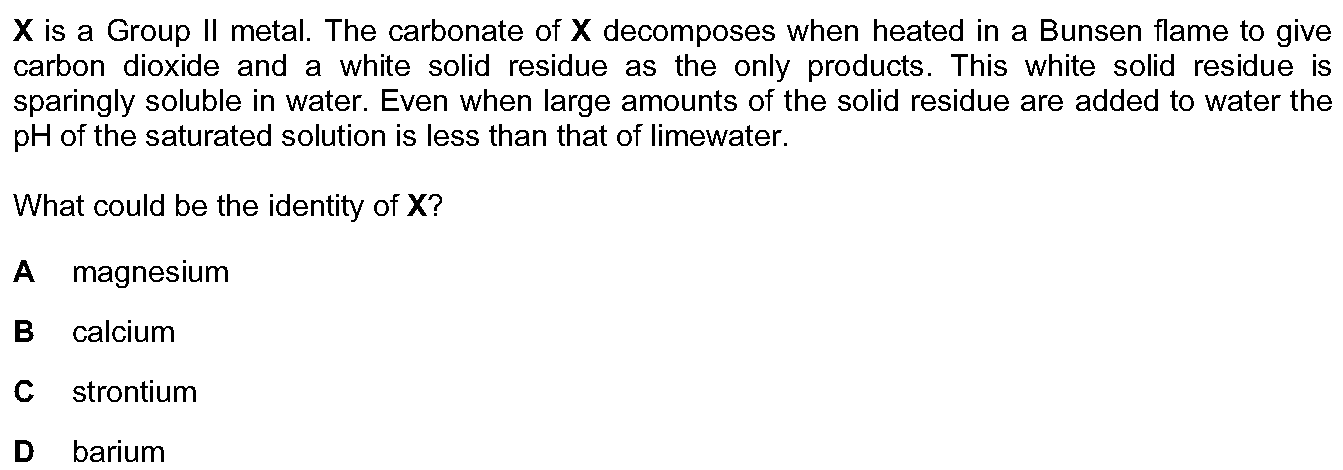 X is a Group II metal. The carbonate of X decomposes when heated in a Bunsen flame to give
carbon dioxide and a white solid residue as the only products. This white solid residue is
sparingly soluble in water. Even when large amounts of the solid residue are added to water the
pH of the saturated solution is less than that of limewater.
What could be the identity of X?
A magnesium
B calcium
C strontium
D barium